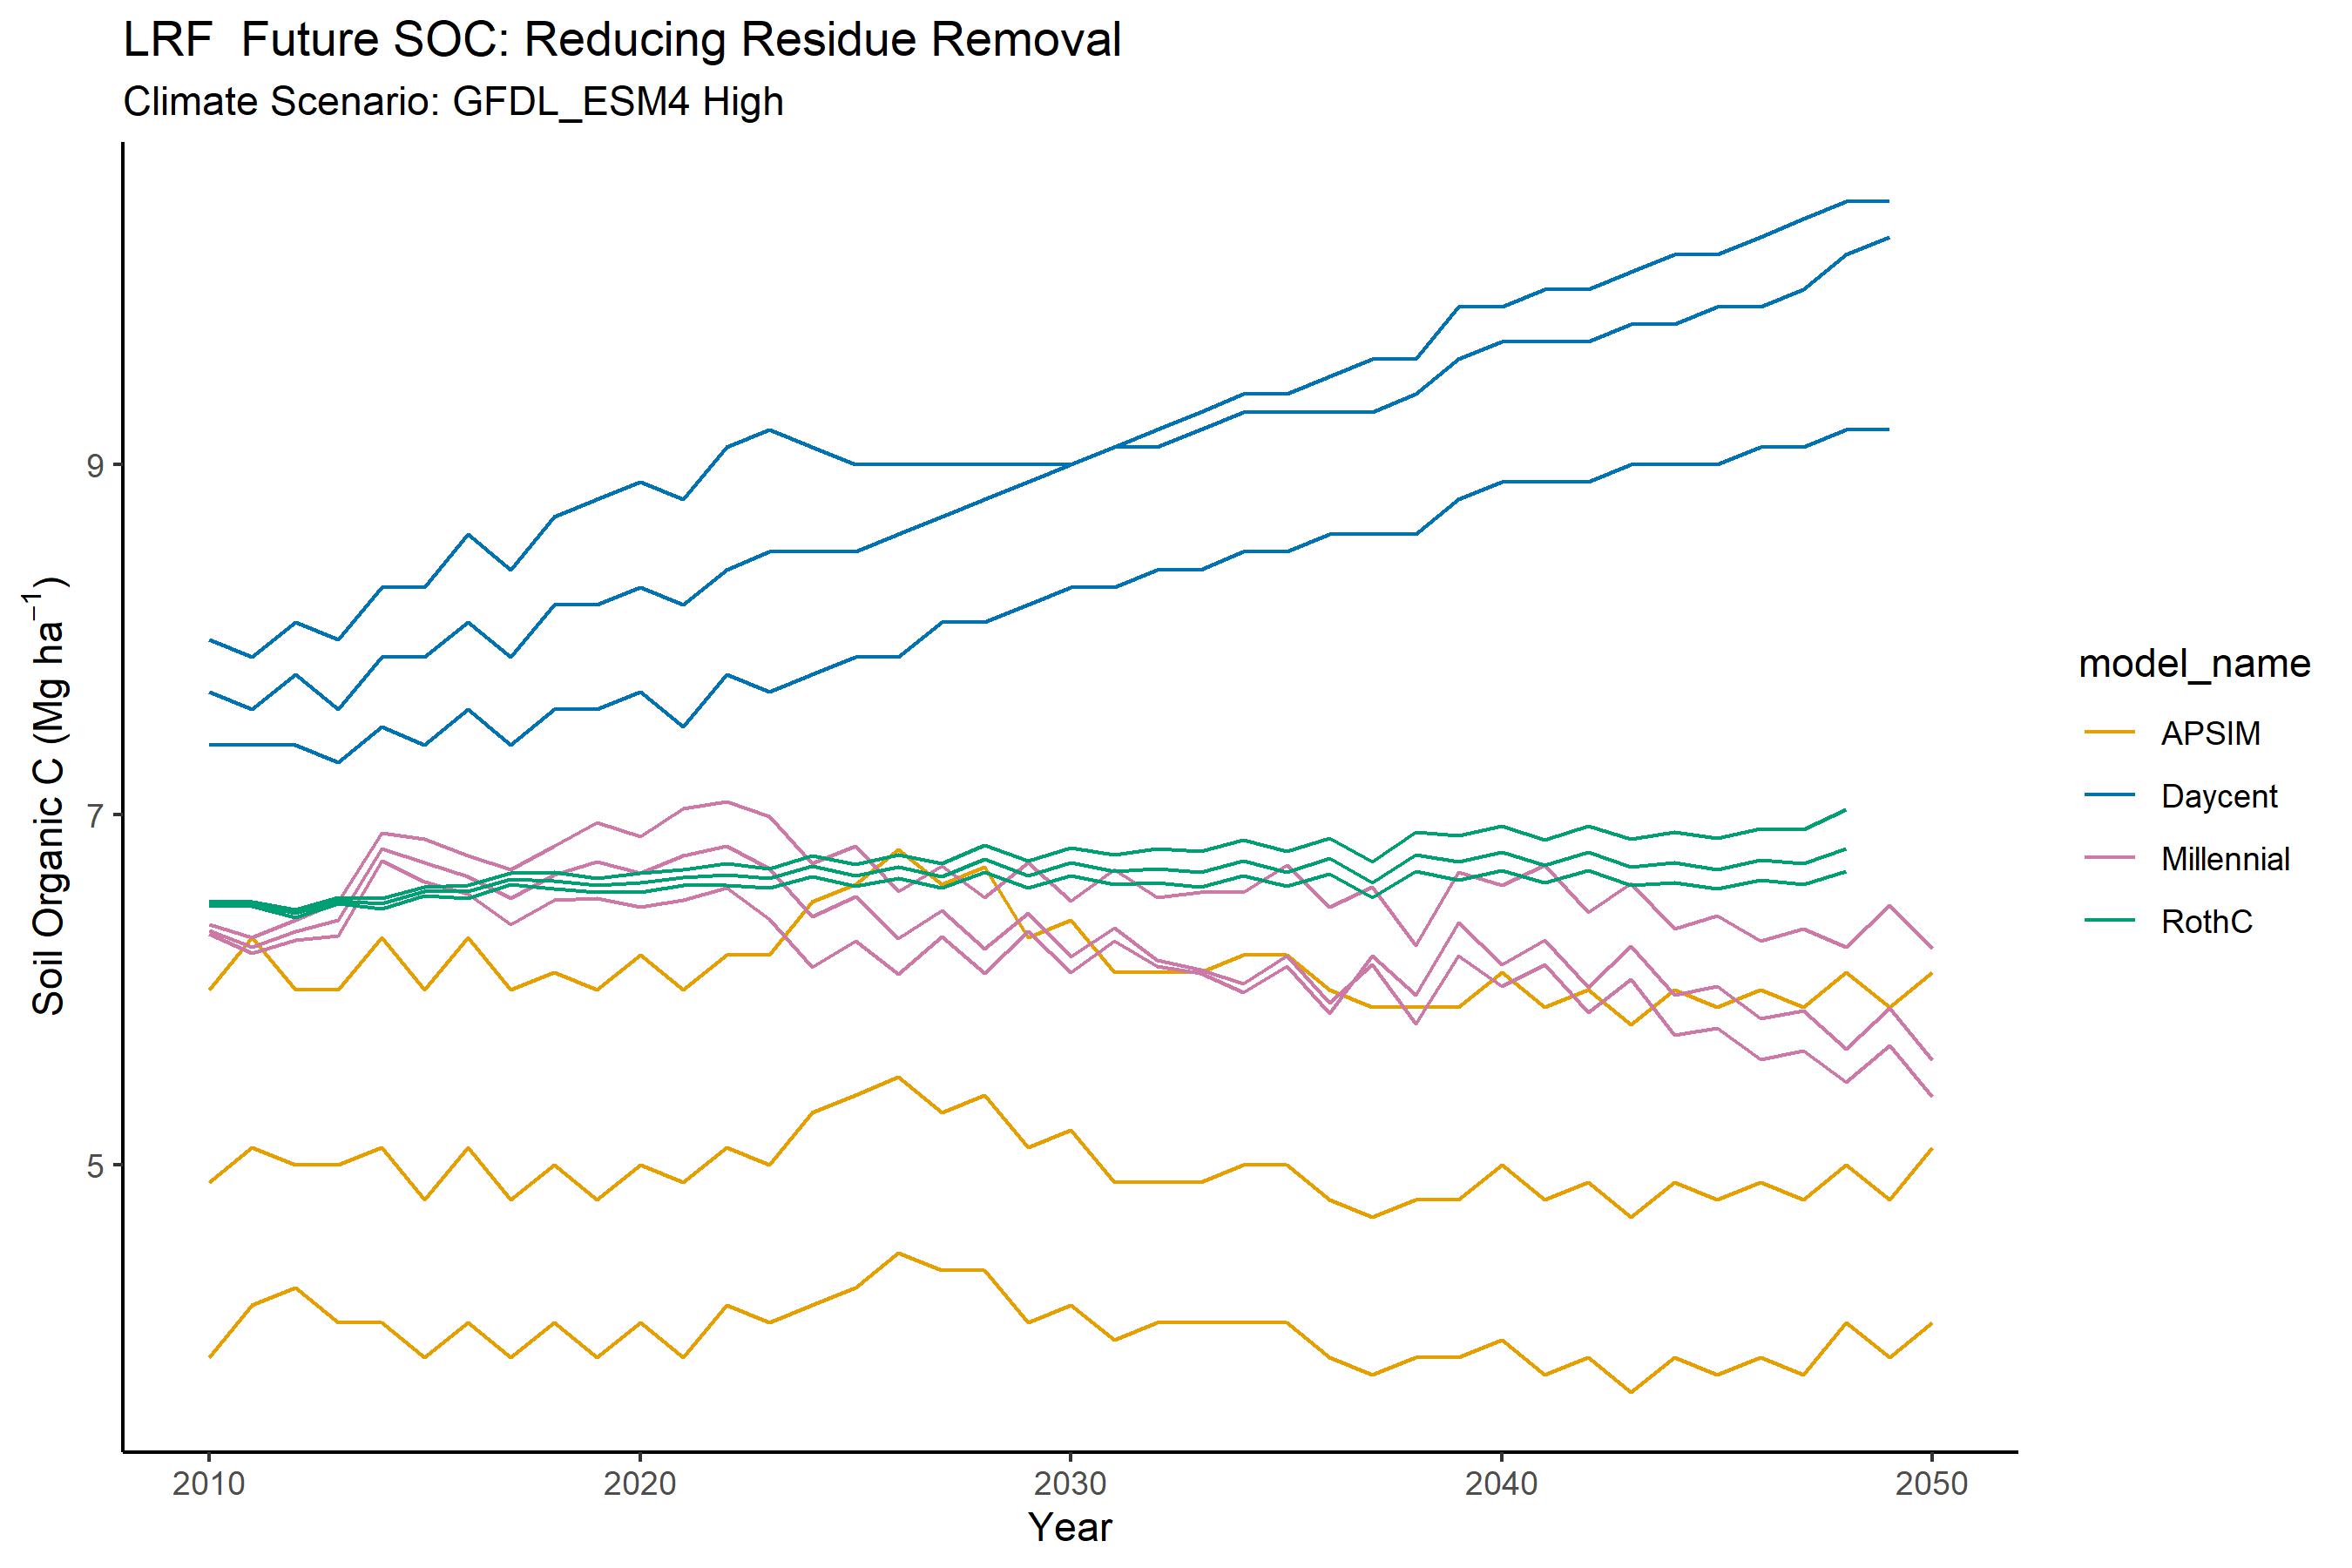 LRF  Future SOC: Reducing Residue Removal
Climate Scenario: GFDL_ESM4 High
Soil Organic C (Mg ha⁻¹)
9
7
5
2010 2020 2030 2040 2050
Year
model_name
APSIM
Daycent
Millennial
RothC